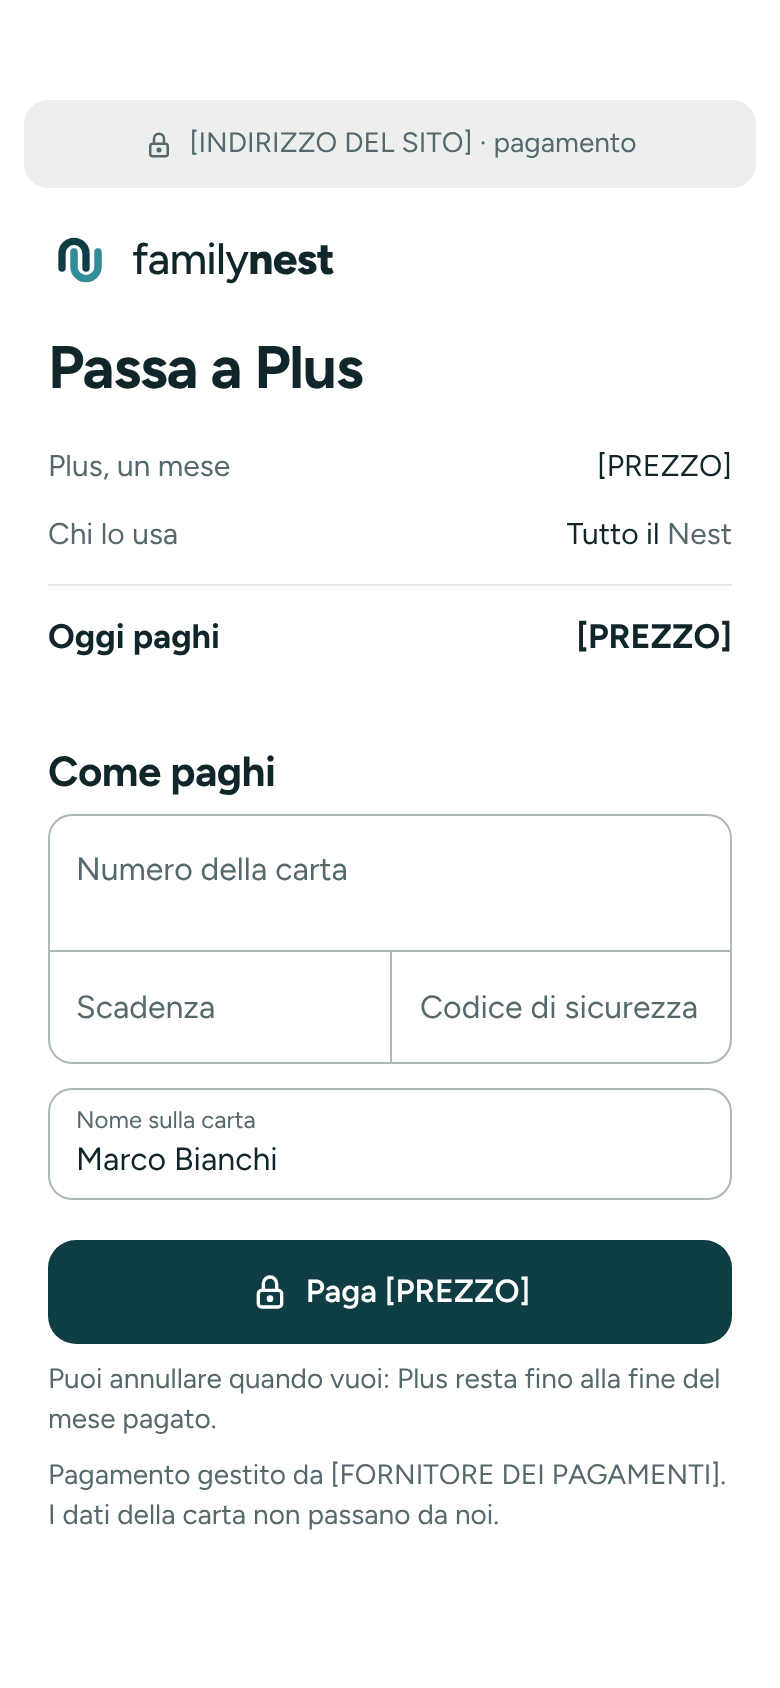 [INDIRIZZO DEL SITO] · pagamento
familynest
Passa a Plus
Plus, un mese [PREZZO]
Chi lo usa Tutto il Nest
Oggi paghi [PREZZO]
Come paghi
Numero della carta
Scadenza Codice di sicurezza
Nome sulla carta
Marco Bianchi
Paga [PREZZO]
Puoi annullare quando vuoi: Plus resta fino alla fine del
mese pagato.
Pagamento gestito da [FORNITORE DEI PAGAMENTI].
I dati della carta non passano da noi.